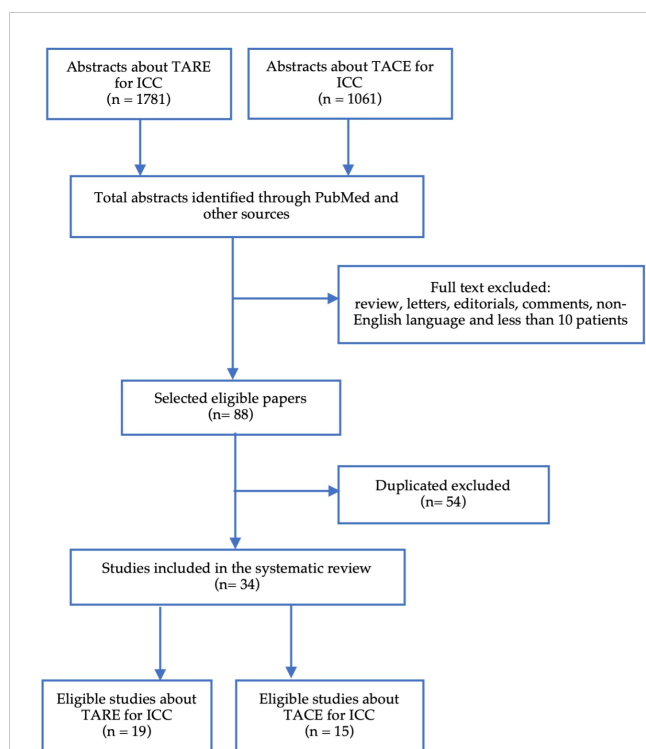 Abstracts about TARE
for ICC
(n = 1781)
Abstracts about TACE for
ICC
(n = 1061)
Total abstracts identified through PubMed and
other sources
Full text excluded:
review, letters, editorials, comments, non-
English language and less than 10 patients
Selected eligible papers
(n= 88)
Duplicated excluded
(n= 54)
Studies included in the systematic review
(n= 34)
Eligible studies about
TARE for ICC
(n = 19)
Eligible studies about
TACE for ICC
(n = 15)